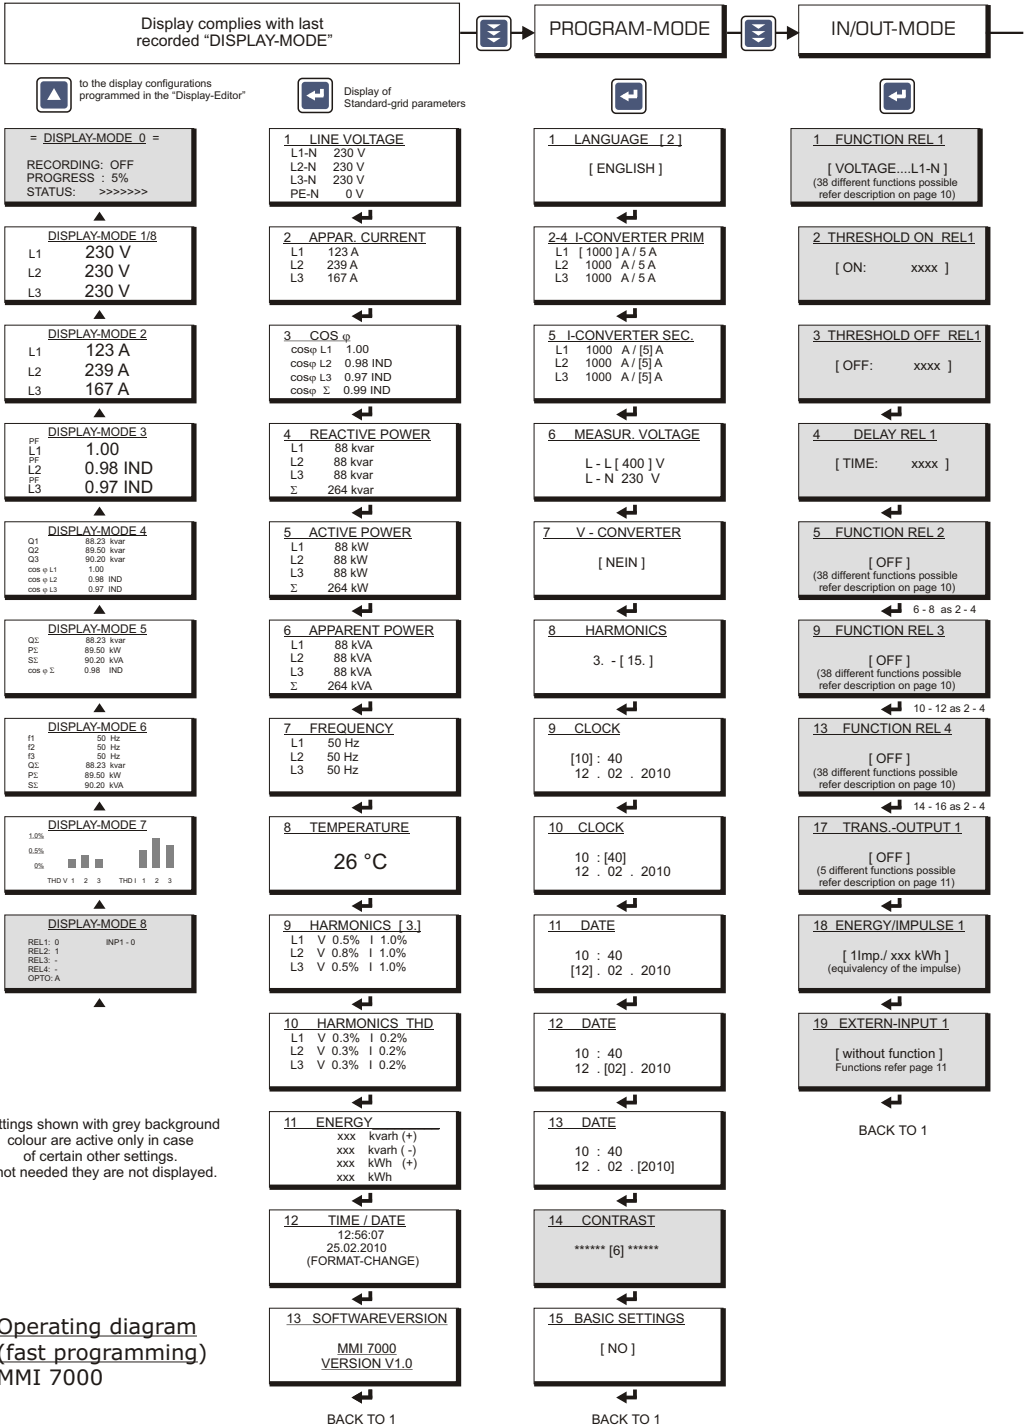 Display complies with last
recorded “DISPLAY-MODE”
PROGRAM-MODE
IN/OUT-MODE
to the display configurations
programmed in the “Display-Editor”
Display of
Standard-grid parameters
= DISPLAY-MODE 0 =
RECORDING: OFF
PROGRESS : 5%
STATUS: >>>>>>>
DISPLAY-MODE 1/8
L1 230 V
L2 230 V
L3 230 V
DISPLAY-MODE 2
L1 123 A
L2 239 A
L3 167 A
DISPLAY-MODE 3
PF
L1 1.00
PF
L2 0.98 IND
PF
L3 0.97 IND
DISPLAY-MODE 4
Q1 88.23 kvar
Q2 89.50 kvar
Q3 90.20 kvar
cos φ L1 1.00
cos φ L2 0.98 IND
cos φ L3 0.97 IND
DISPLAY-MODE 5
QΣ 88.23 kvar
PΣ 89.50 kW
SΣ 90.20 kVA
cos φ Σ 0.98 IND
DISPLAY-MODE 6
f1 50 Hz
f2 50 Hz
f3 50 Hz
QΣ 88.23 kvar
PΣ 89.50 kW
SΣ 90.20 kVA
DISPLAY-MODE 7
1.0%
0.5%
0%
THD V 1 2 3 THD I 1 2 3
DISPLAY-MODE 8
REL1: 0 INP1 - 0
REL2: 1
REL3: -
REL4: -
OPTO: A
ttings shown with grey background
colour are active only in case
of certain other settings.
not needed they are not displayed.
Operating diagram
(fast programming)
MMI 7000
1 LINE VOLTAGE
L1-N 230 V
L2-N 230 V
L3-N 230 V
PE-N 0 V
2 APPAR. CURRENT
L1 123 A
L2 239 A
L3 167 A
3 COS φ
cosφ L1 1.00
cosφ L2 0.98 IND
cosφ L3 0.97 IND
cosφ Σ 0.99 IND
4 REACTIVE POWER
L1 88 kvar
L2 88 kvar
L3 88 kvar
Σ 264 kvar
5 ACTIVE POWER
L1 88 kW
L2 88 kW
L3 88 kW
Σ 264 kW
6 APPARENT POWER
L1 88 kVA
L2 88 kVA
L3 88 kVA
Σ 264 kVA
7 FREQUENCY
L1 50 Hz
L2 50 Hz
L3 50 Hz
8 TEMPERATURE
26 °C
9 HARMONICS [ 3.]
L1 V 0.5% I 1.0%
L2 V 0.8% I 1.0%
L3 V 0.5% I 1.0%
10 HARMONICS THD
L1 V 0.3% I 0.2%
L2 V 0.3% I 0.2%
L3 V 0.3% I 0.2%
11 ENERGY
xxx kvarh (+)
xxx kvarh ( -)
xxx kWh (+)
xxx kWh
12 TIME / DATE
12:56:07
25.02.2010
(FORMAT-CHANGE)
13 SOFTWAREVERSION
MMI 7000
VERSION V1.0
BACK TO 1
1 LANGUAGE [ 2 ]
[ ENGLISH ]
2-4 I-CONVERTER PRIM
L1 [ 1000 ] A / 5 A
L2 1000 A / 5 A
L3 1000 A / 5 A
5 I-CONVERTER SEC.
L1 1000 A / [5] A
L2 1000 A / [5] A
L3 1000 A / [5] A
6 MEASUR. VOLTAGE
L - L [ 400 ] V
L - N 230 V
7 V - CONVERTER
[ NEIN ]
8 HARMONICS
3. - [ 15. ]
9 CLOCK
[10] : 40
12 . 02 . 2010
10 CLOCK
10 : [40]
12 . 02 . 2010
11 DATE
10 : 40
[12] . 02 . 2010
12 DATE
10 : 40
12 . [02] . 2010
13 DATE
10 : 40
12 . 02 . [2010]
14 CONTRAST
****** [6] ******
15 BASIC SETTINGS
[ NO ]
BACK TO 1
1 FUNCTION REL 1
[ VOLTAGE....L1-N ]
(38 different functions possible
refer description on page 10)
2 THRESHOLD ON REL1
[ ON: xxxx ]
3 THRESHOLD OFF REL1
[ OFF: xxxx ]
4 DELAY REL 1
[ TIME: xxxx ]
5 FUNCTION REL 2
[ OFF ]
(38 different functions possible
refer description on page 10)
6 - 8 as 2 - 4
9 FUNCTION REL 3
[ OFF ]
(38 different functions possible
refer description on page 10)
10 - 12 as 2 - 4
13 FUNCTION REL 4
[ OFF ]
(38 different functions possible
refer description on page 10)
14 - 16 as 2 - 4
17 TRANS.-OUTPUT 1
[ OFF ]
(5 different functions possible
refer description on page 11)
18 ENERGY/IMPULSE 1
[ 1Imp./ xxx kWh ]
(equivalency of the impulse)
19 EXTERN-INPUT 1
[ without function ]
Functions refer page 11
BACK TO 1